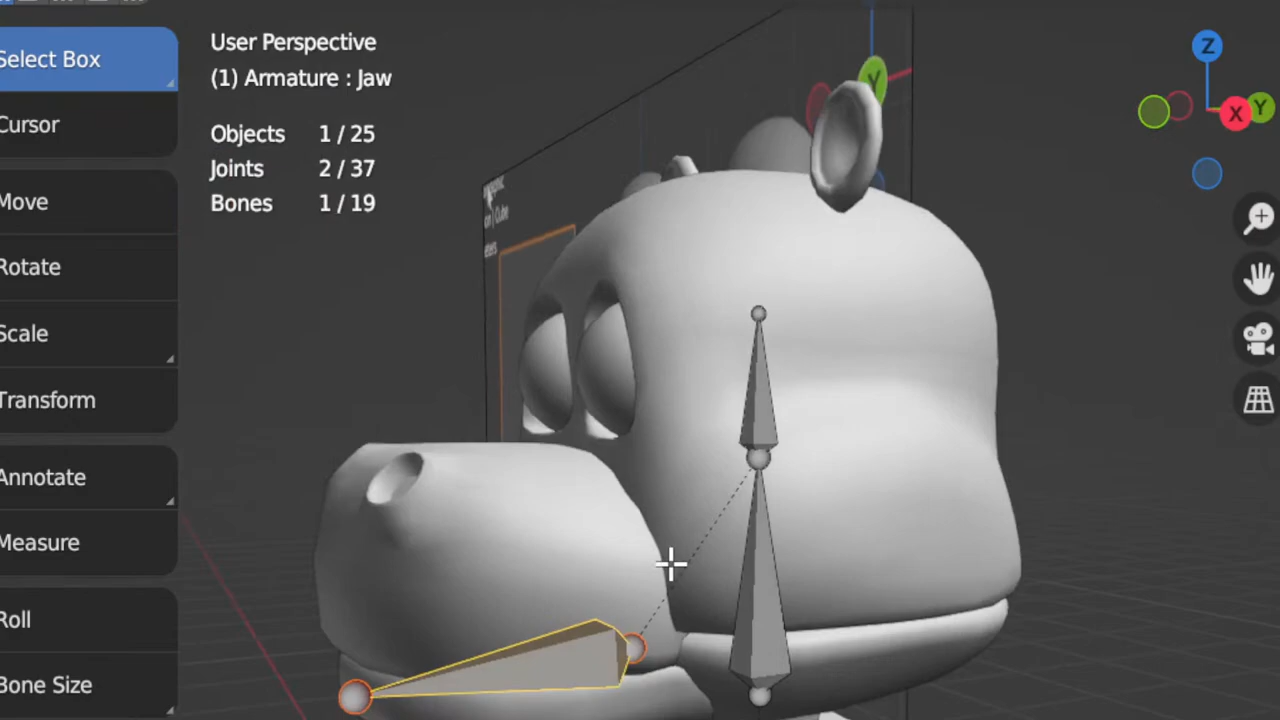 Select Box
Cursor
Move
Rotate
Scale
Transform
Annotate
Measure
Roll
Bone Size
User Perspective
(1) Armature : Jaw
Objects 1 / 25
Joints 2 / 37
Bones 1 / 19
Y
Z
X
Y